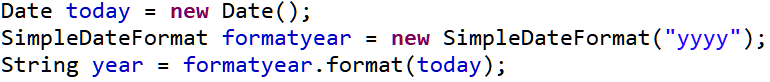 Date today = new Date();
SimpleDateFormat formatyear = new SimpleDateFormat("yyyy");
String year = formatyear.format(today);